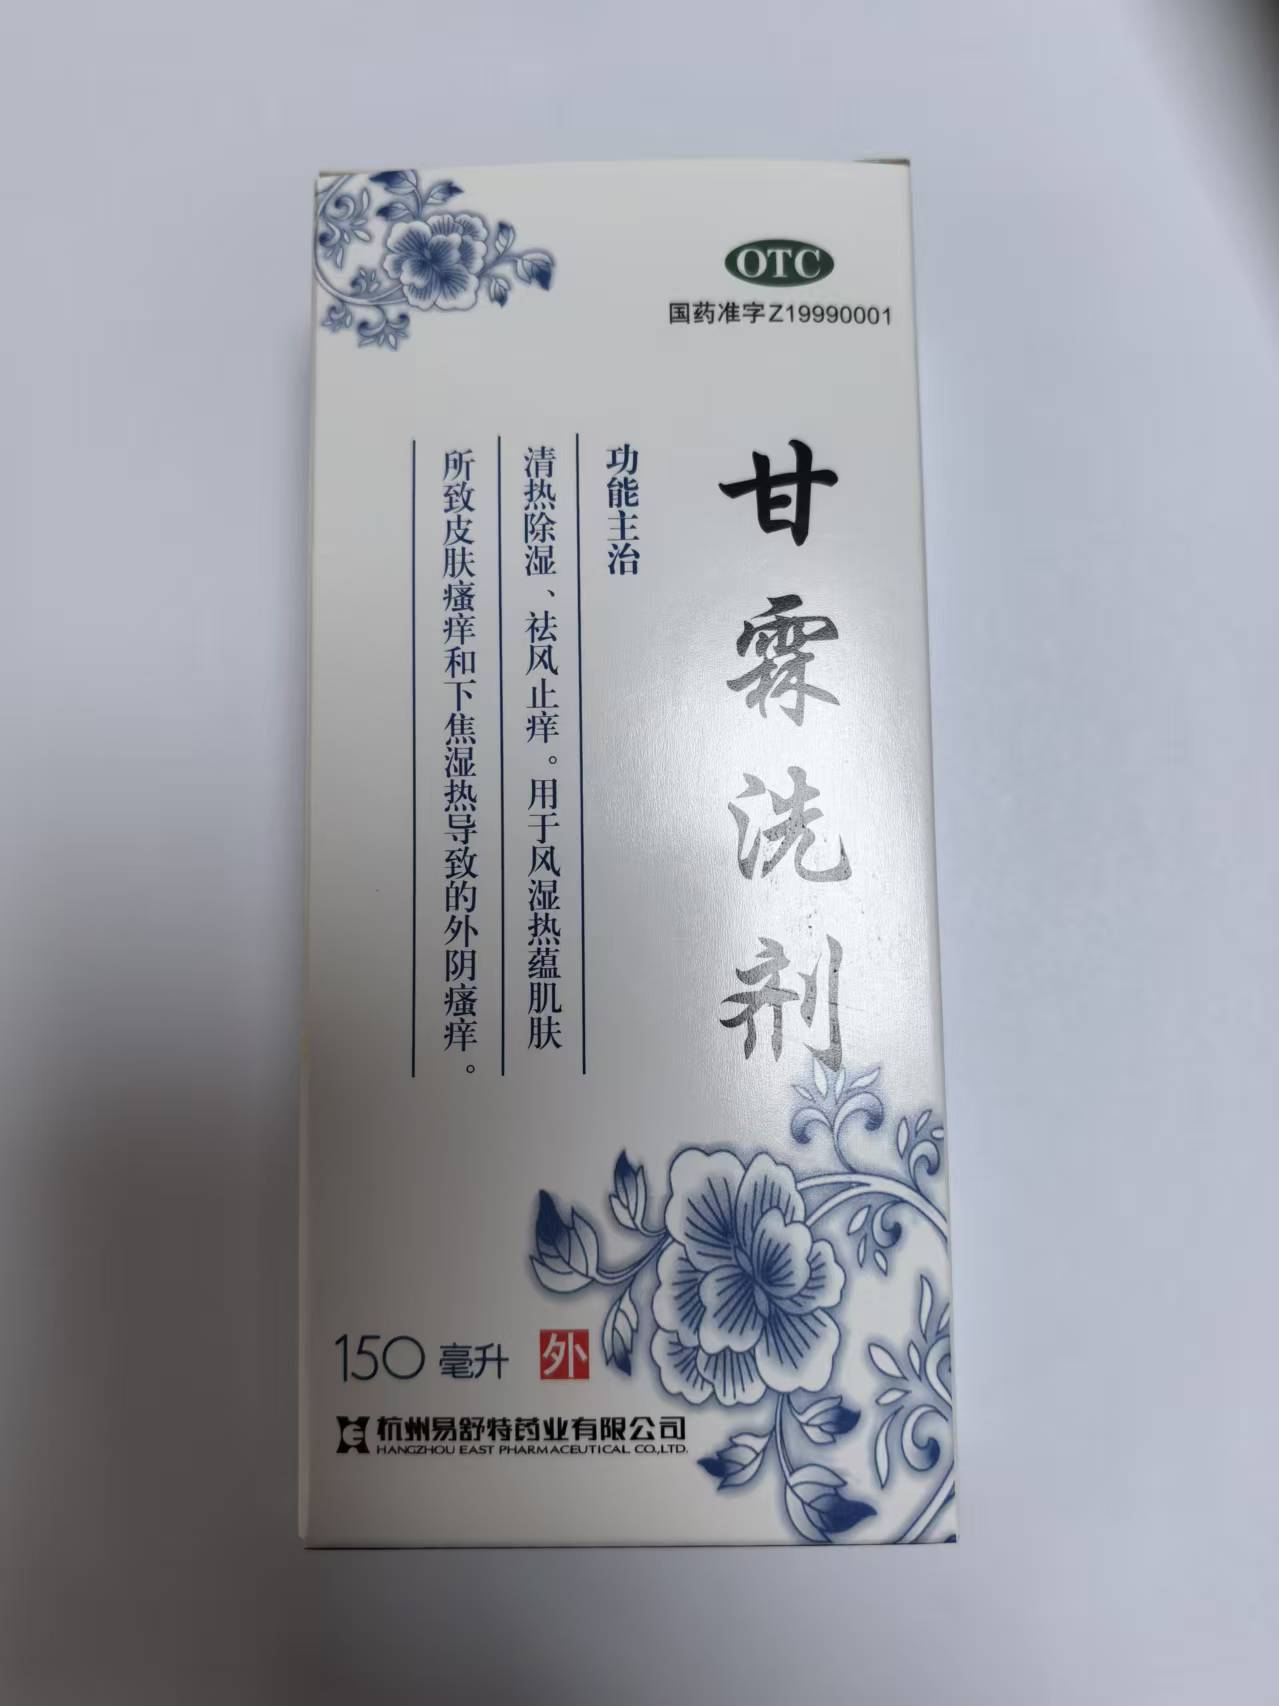 OTC
国药准字Z19990001
甘霖洗剂
功能主治
清热除湿、祛风止痒。用于风湿热蕴肌肤
所致皮肤瘙痒和下焦湿热导致的外阴瘙痒。
150 毫升 外
杭州易舒特药业有限公司
HANGZHOU EAST PHARMACEUTICAL CO.,LTD.